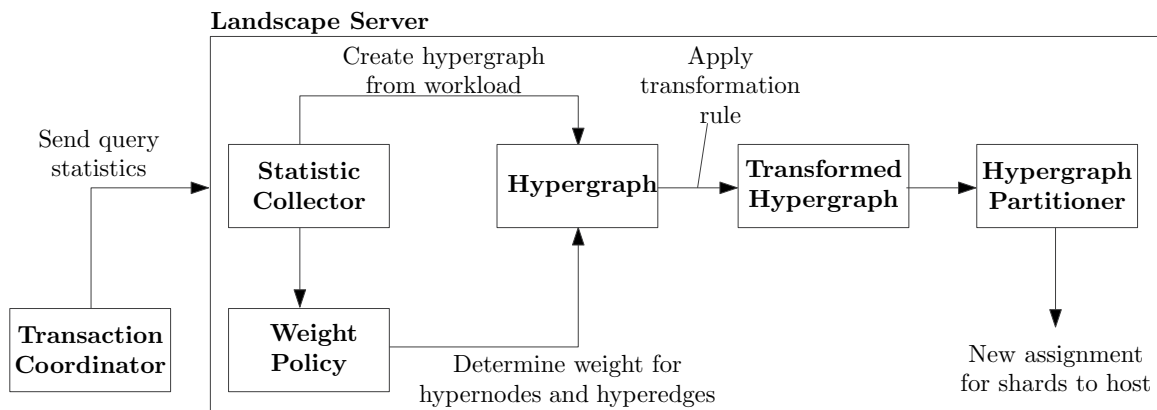 Landscape Server
Create hypergraph
from workload
Apply
transformation
rule
Send query
statistics
Statistic
Collector
Hypergraph
Transformed
Hypergraph
Hypergraph
Partitioner
Transaction
Coordinator
Weight
Policy
Determine weight for
hypernodes and hyperedges
New assignment
for shards to host